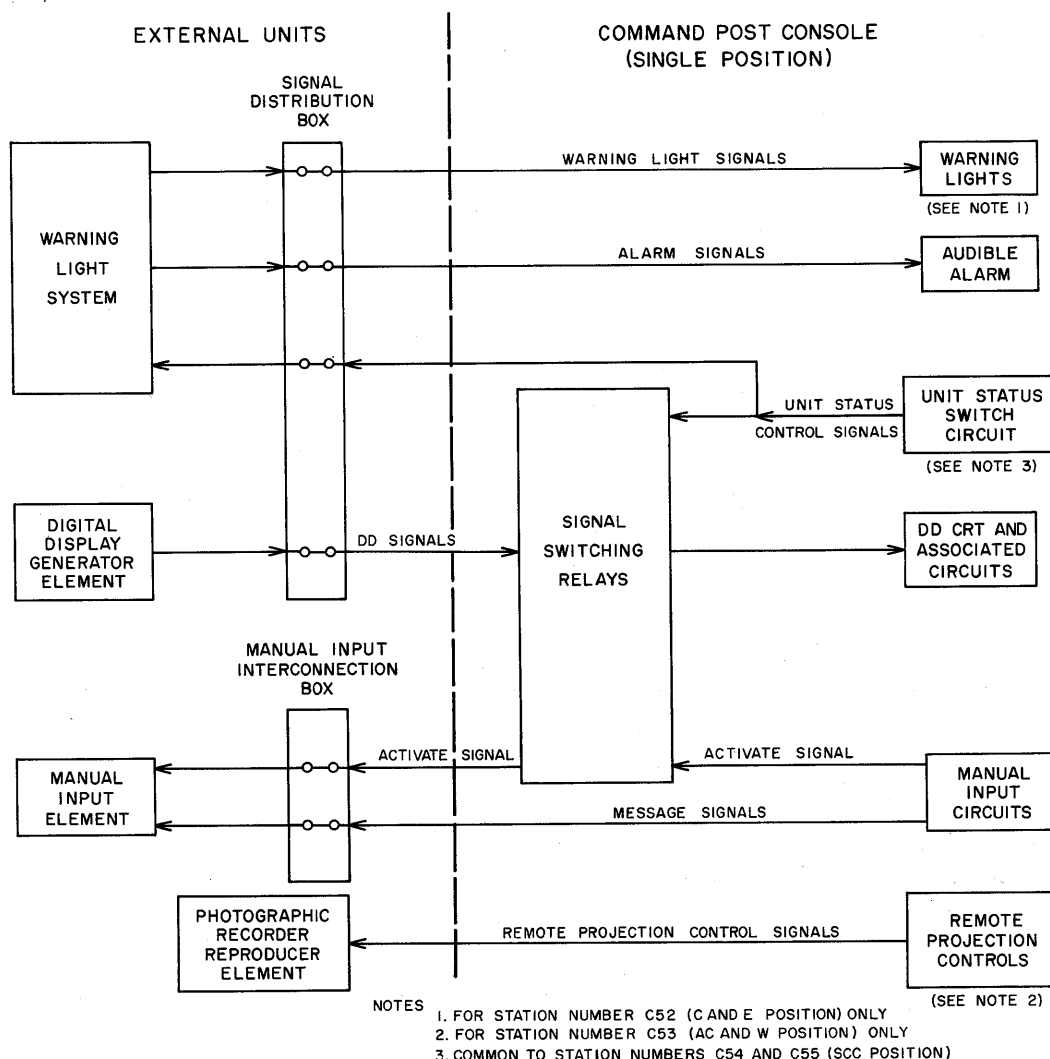 EXTERNAL UNITS
COMMAND POST CONSOLE
(SINGLE POSITION)
SIGNAL
DISTRIBUTION
BOX
WARNING
LIGHT
SYSTEM
WARNING LIGHT SIGNALS
WARNING
LIGHTS
(SEE NOTE 1)
ALARM SIGNALS
AUDIBLE
ALARM
UNIT STATUS
CONTROL SIGNALS
UNIT STATUS
SWITCH
CIRCUIT
(SEE NOTE 3)
DIGITAL
DISPLAY
GENERATOR
ELEMENT
DD SIGNALS
SIGNAL
SWITCHING
RELAYS
DD CRT AND
ASSOCIATED
CIRCUITS
MANUAL INPUT
INTERCONNECTION
BOX
MANUAL
INPUT
ELEMENT
ACTIVATE SIGNAL
ACTIVATE SIGNAL
MESSAGE SIGNALS
MANUAL
INPUT
CIRCUITS
PHOTOGRAPHIC
RECORDER
REPRODUCER
ELEMENT
REMOTE PROJECTION CONTROL SIGNALS
REMOTE
PROJECTION
CONTROLS
(SEE NOTE 2)
NOTES
1. FOR STATION NUMBER C52 (C AND E POSITION) ONLY
2. FOR STATION NUMBER C53 (AC AND W POSITION) ONLY
3. COMMON TO STATION NUMBERS C54 AND C55 (SCC POSITION)